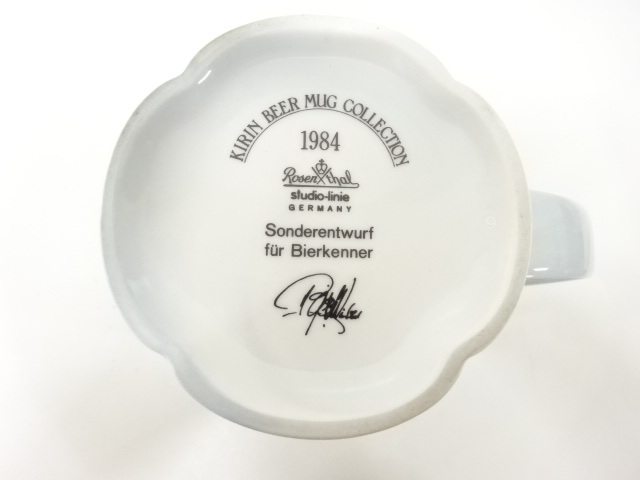 KIRIN BEER MUG COLLECTION
1984
Rosenthal
studio-linie
GERMANY
Sonderentwurf
für Bierkenner